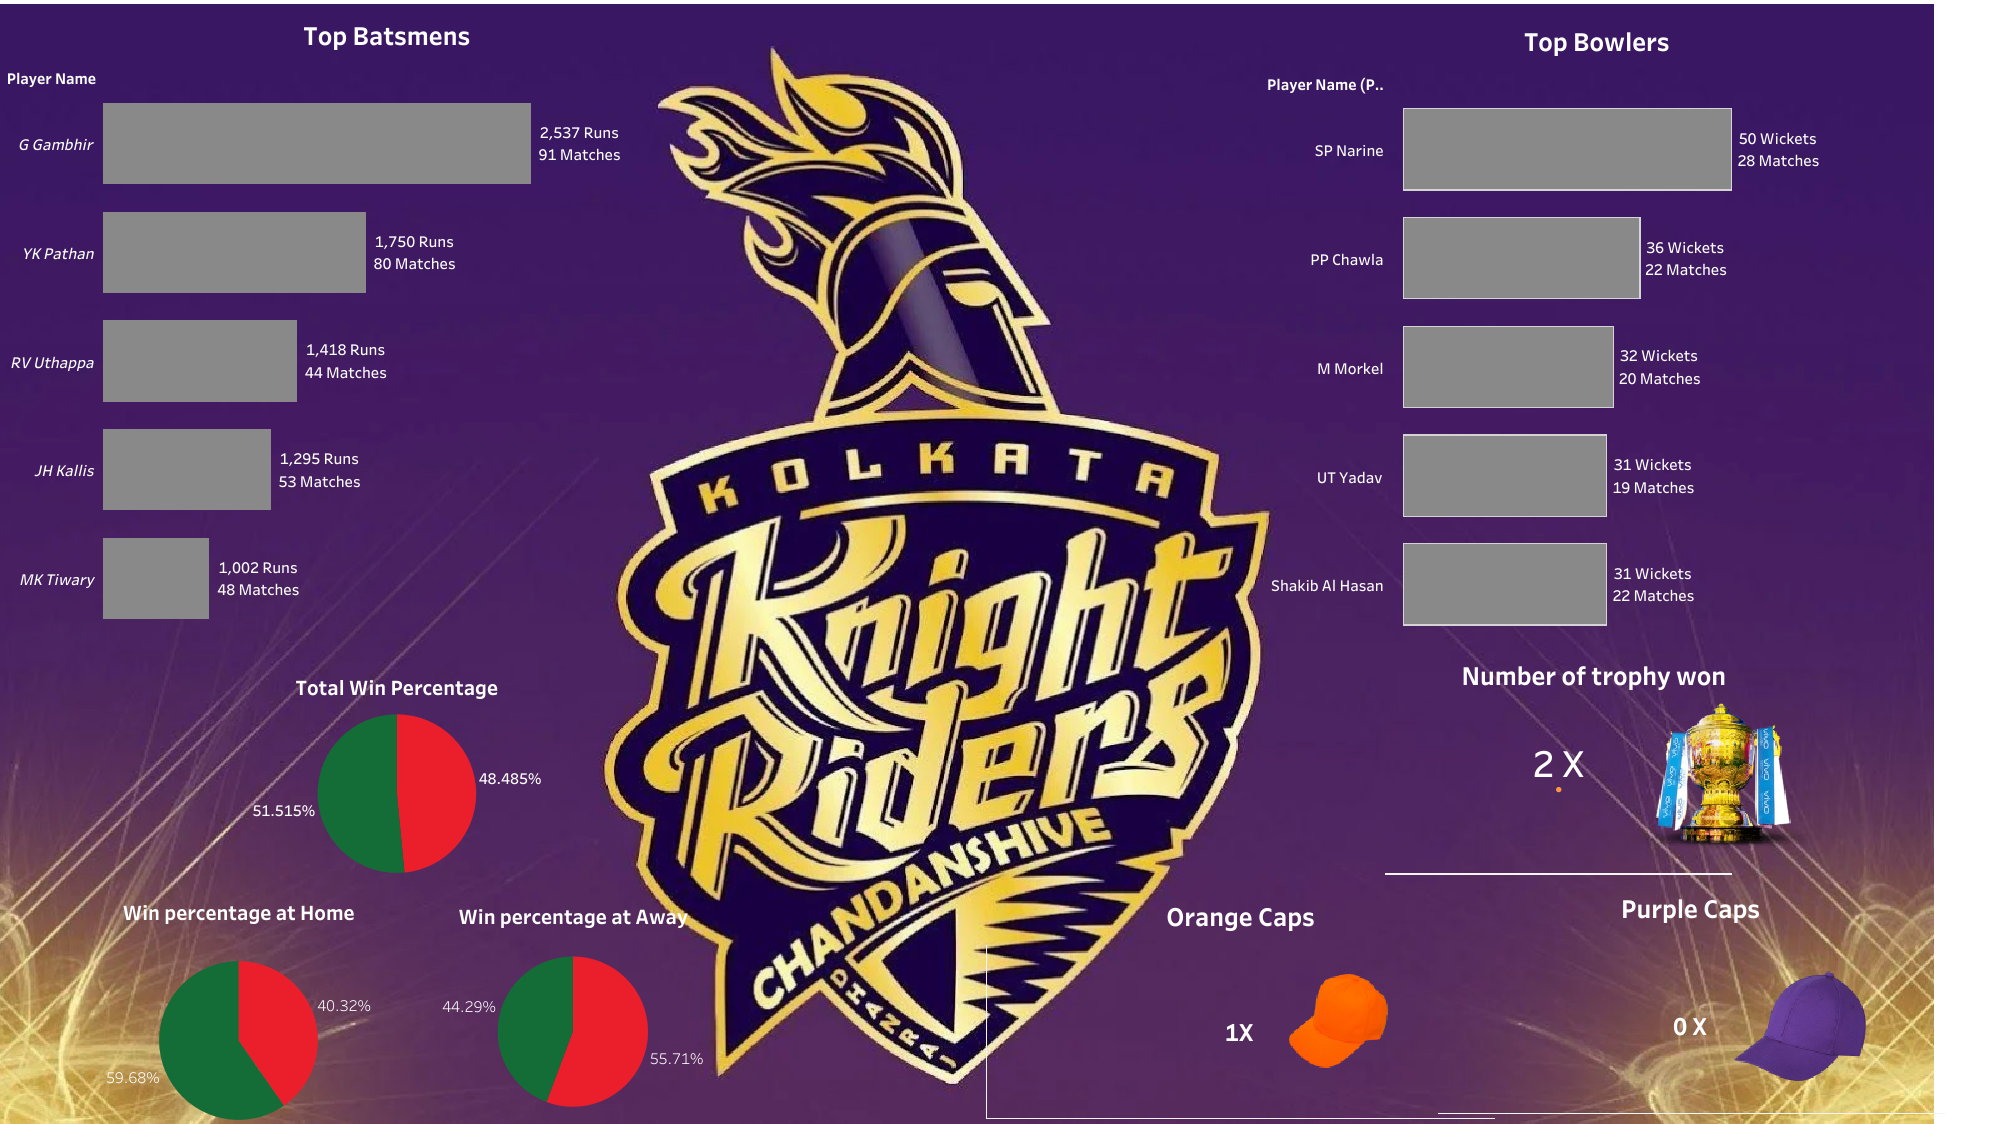 Top Batsmens
Player Name
G Gambhir
2,537 Runs
91 Matches
YK Pathan
1,750 Runs
80 Matches
RV Uthappa
1,418 Runs
44 Matches
JH Kallis
1,295 Runs
53 Matches
MK Tiwary
1,002 Runs
48 Matches
Top Bowlers
Player Name (P..
SP Narine
50 Wickets
28 Matches
PP Chawla
36 Wickets
22 Matches
M Morkel
32 Wickets
20 Matches
UT Yadav
31 Wickets
19 Matches
Shakib Al Hasan
31 Wickets
22 Matches
KOLKATA
Knight
Riders
CHANDANSHIVE
DHANRAJ
Total Win Percentage
48.485%
51.515%
Win percentage at Home
40.32%
59.68%
Win percentage at Away
44.29%
55.71%
Number of trophy won
2 X
VIVO
VIVO
VIVO
Orange Caps
1X
Purple Caps
0 X